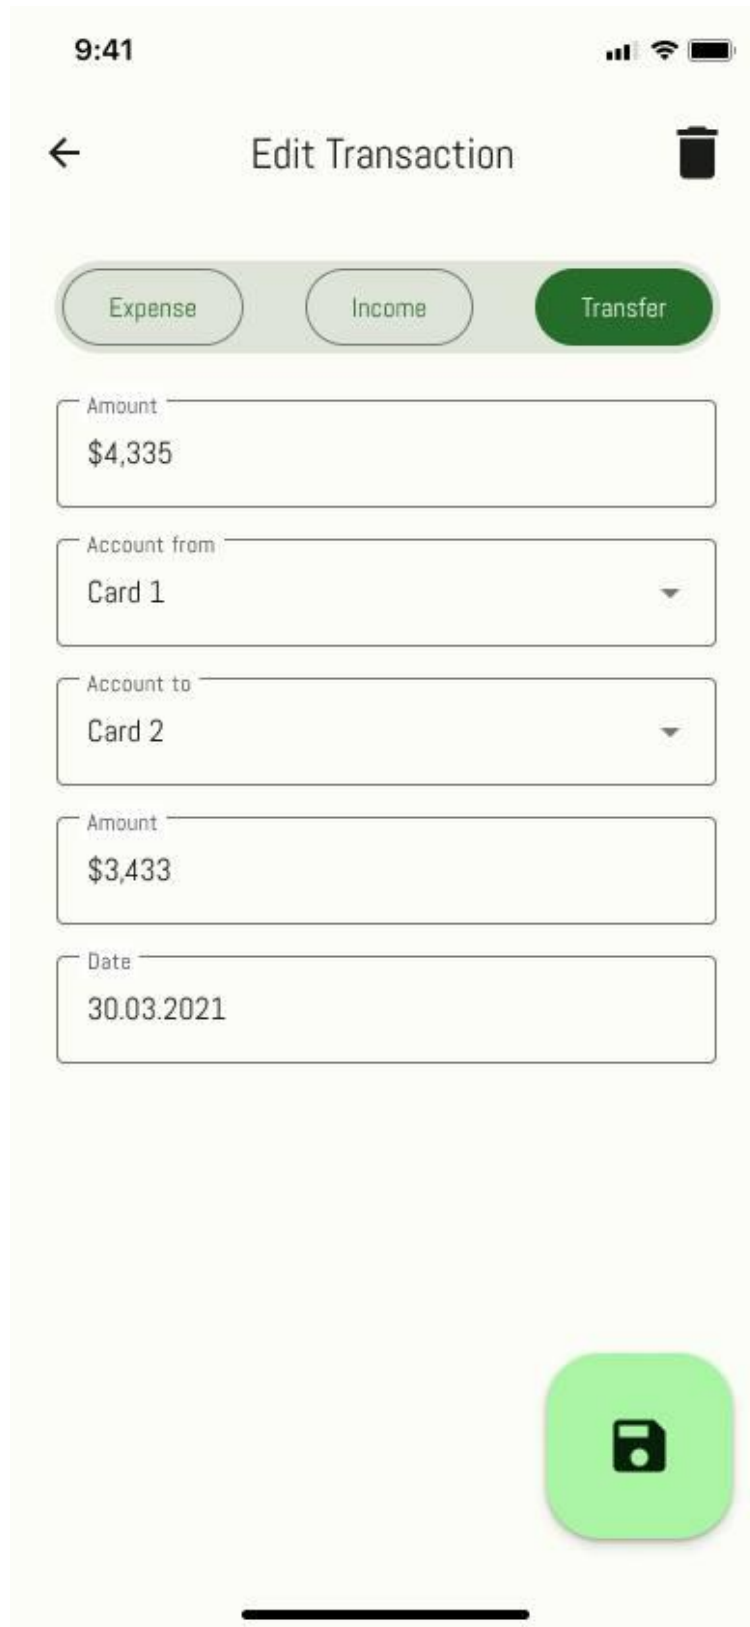 9:41
Edit Transaction
Expense Income Transfer
Amount
$4,335
Account from
Card 1
Account to
Card 2
Amount
$3,433
Date
30.03.2021